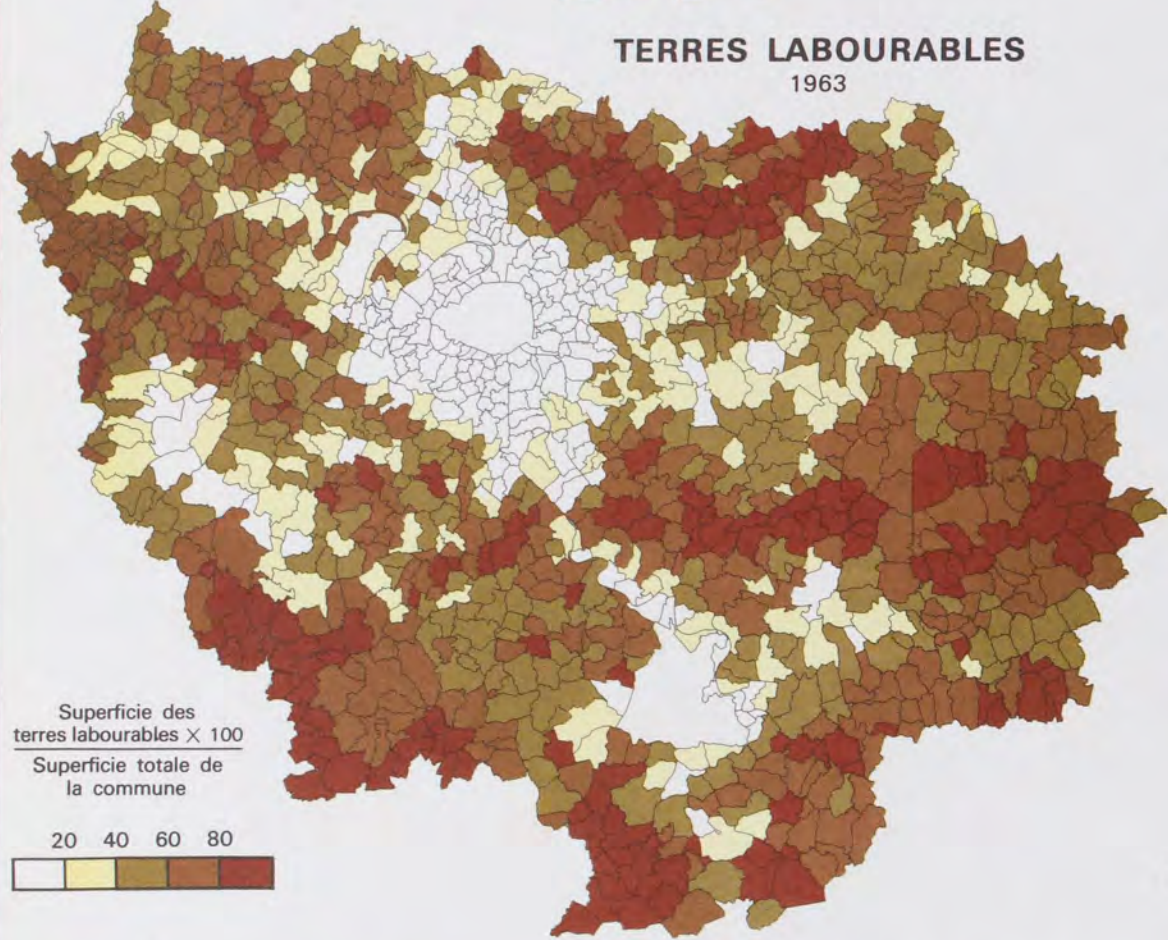 TERRES LABOURABLES
1963
Superficie des
terres labourables × 100
Superficie totale de
la commune
20 40 60 80